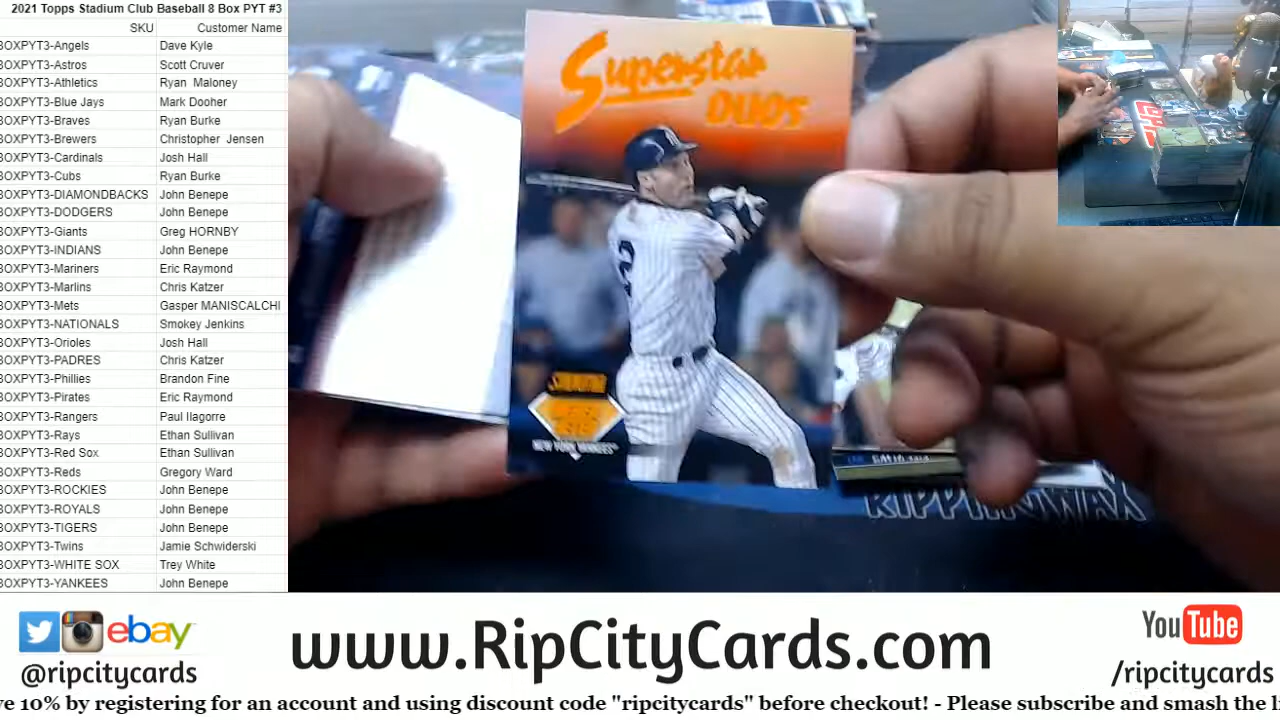 2021 Topps Stadium Club Baseball 8 Box PYT #3
SKU Customer Name
BOXPYT3-Angels Dave Kyle
BOXPYT3-Astros Scott Cruver
BOXPYT3-Athletics Ryan Maloney
BOXPYT3-Blue Jays Mark Dooher
BOXPYT3-Braves Ryan Burke
BOXPYT3-Brewers Christopher Jensen
BOXPYT3-Cardinals Josh Hall
BOXPYT3-Cubs Ryan Burke
BOXPYT3-DIAMONDBACKS John Benepe
BOXPYT3-DODGERS John Benepe
BOXPYT3-Giants Greg HORNBY
BOXPYT3-INDIANS John Benepe
BOXPYT3-Mariners Eric Raymond
BOXPYT3-Marlins Chris Katzer
BOXPYT3-Mets Gasper MANISCALCHI
BOXPYT3-NATIONALS Smokey Jenkins
BOXPYT3-Orioles Josh Hall
BOXPYT3-PADRES Chris Katzer
BOXPYT3-Phillies Brandon Fine
BOXPYT3-Pirates Eric Raymond
BOXPYT3-Rangers Paul Ilagorre
BOXPYT3-Rays Ethan Sullivan
BOXPYT3-Red Sox Ethan Sullivan
BOXPYT3-Reds Gregory Ward
BOXPYT3-ROCKIES John Benepe
BOXPYT3-ROYALS John Benepe
BOXPYT3-TIGERS John Benepe
BOXPYT3-Twins Jamie Schwiderski
BOXPYT3-WHITE SOX Trey White
BOXPYT3-YANKEES John Benepe
Superstar
DUOS
2
STADIUM
CLUB
NEW YORK YANKEES
RIPPIN WAX
ebay
@ripcitycards
www.RipCityCards.com
YouTube
/ripcitycards
ve 10% by registering for an account and using discount code "ripcitycards" before checkout! - Please subscribe and smash the l